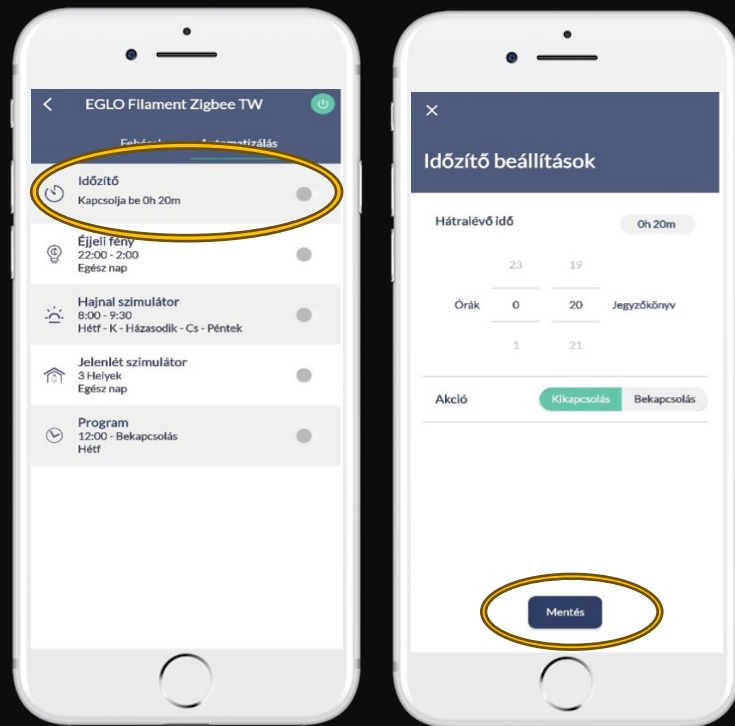 EGLO Filament Zigbee TW
Fehérek Automatizálás
Időzítő
Kapcsolja be 0h 20m
Éjjeli fény
22:00 - 2:00
Egész nap
Hajnal szimulátor
8:00 - 9:30
Hétf - K - Házasodik - Cs - Péntek
Jelenlét szimulátor
3 Helyek
Egész nap
Program
12:00 - Bekapcsolás
Hétf
Időzítő beállítások
Hátralévő idő 0h 20m
23 19
Órák 0 20 Jegyzőkönyv
1 21
Akció Kikapcsolás Bekapcsolás
Mentés